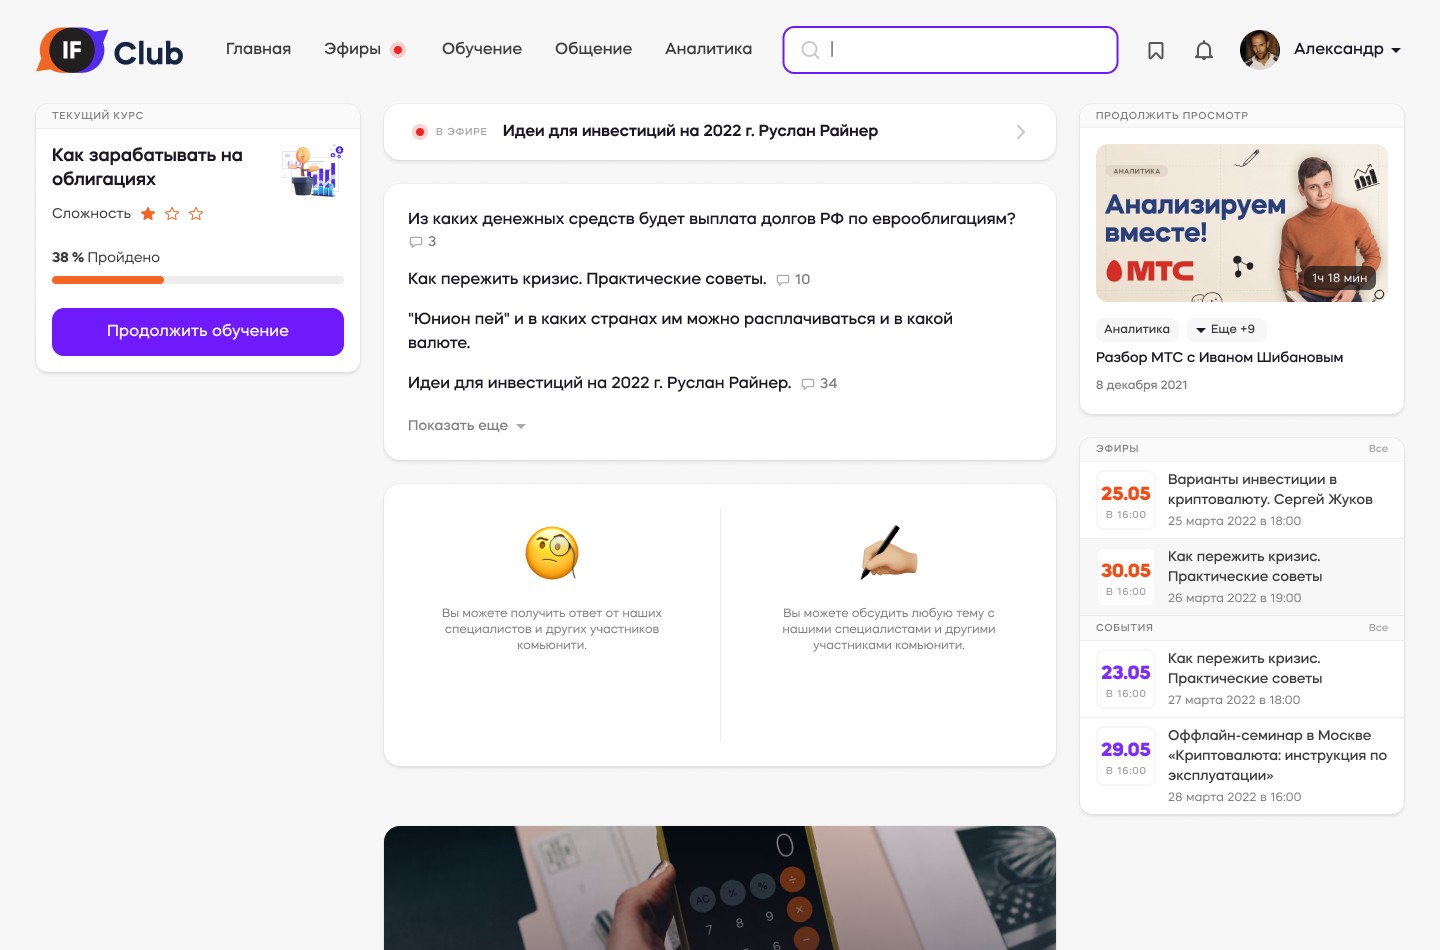 IF Club
Главная
Эфиры
Обучение
Общение
Аналитика
Александр
ТЕКУЩИЙ КУРС
Как зарабатывать на
облигациях
Сложность
38 % Пройдено
Продолжить обучение
В ЭФИРЕ
Идеи для инвестиций на 2022 г. Руслан Райнер
Из каких денежных средств будет выплата долгов РФ по еврооблигациям?
3
Как пережить кризис. Практические советы. 10
"Юнион пей" и в каких странах им можно расплачиваться и в какой
валюте.
Идеи для инвестиций на 2022 г. Руслан Райнер. 34
Показать еще
Вы можете получить ответ от наших
специалистов и других участников
комьюнити.
Вы можете обсудить любую тему с
нашими специалистами и другими
участниками комьюнити.
0
AC
%
÷
7 8 9 ×
4 5 6 −
ПРОДОЛЖИТЬ ПРОСМОТР
АНАЛИТИКА
Анализируем
вместе!
МТС
1ч 18 мин
Аналитика
Еще +9
Разбор МТС с Иваном Шибановым
8 декабря 2021
ЭФИРЫ
Все
25.05
В 16:00
Варианты инвестиции в
криптовалюту. Сергей Жуков
25 марта 2022 в 18:00
30.05
В 16:00
Как пережить кризис.
Практические советы
26 марта 2022 в 19:00
СОБЫТИЯ
Все
23.05
В 16:00
Как пережить кризис.
Практические советы
27 марта 2022 в 18:00
29.05
В 16:00
Оффлайн-семинар в Москве
«Криптовалюта: инструкция по
эксплуатации»
28 марта 2022 в 16:00